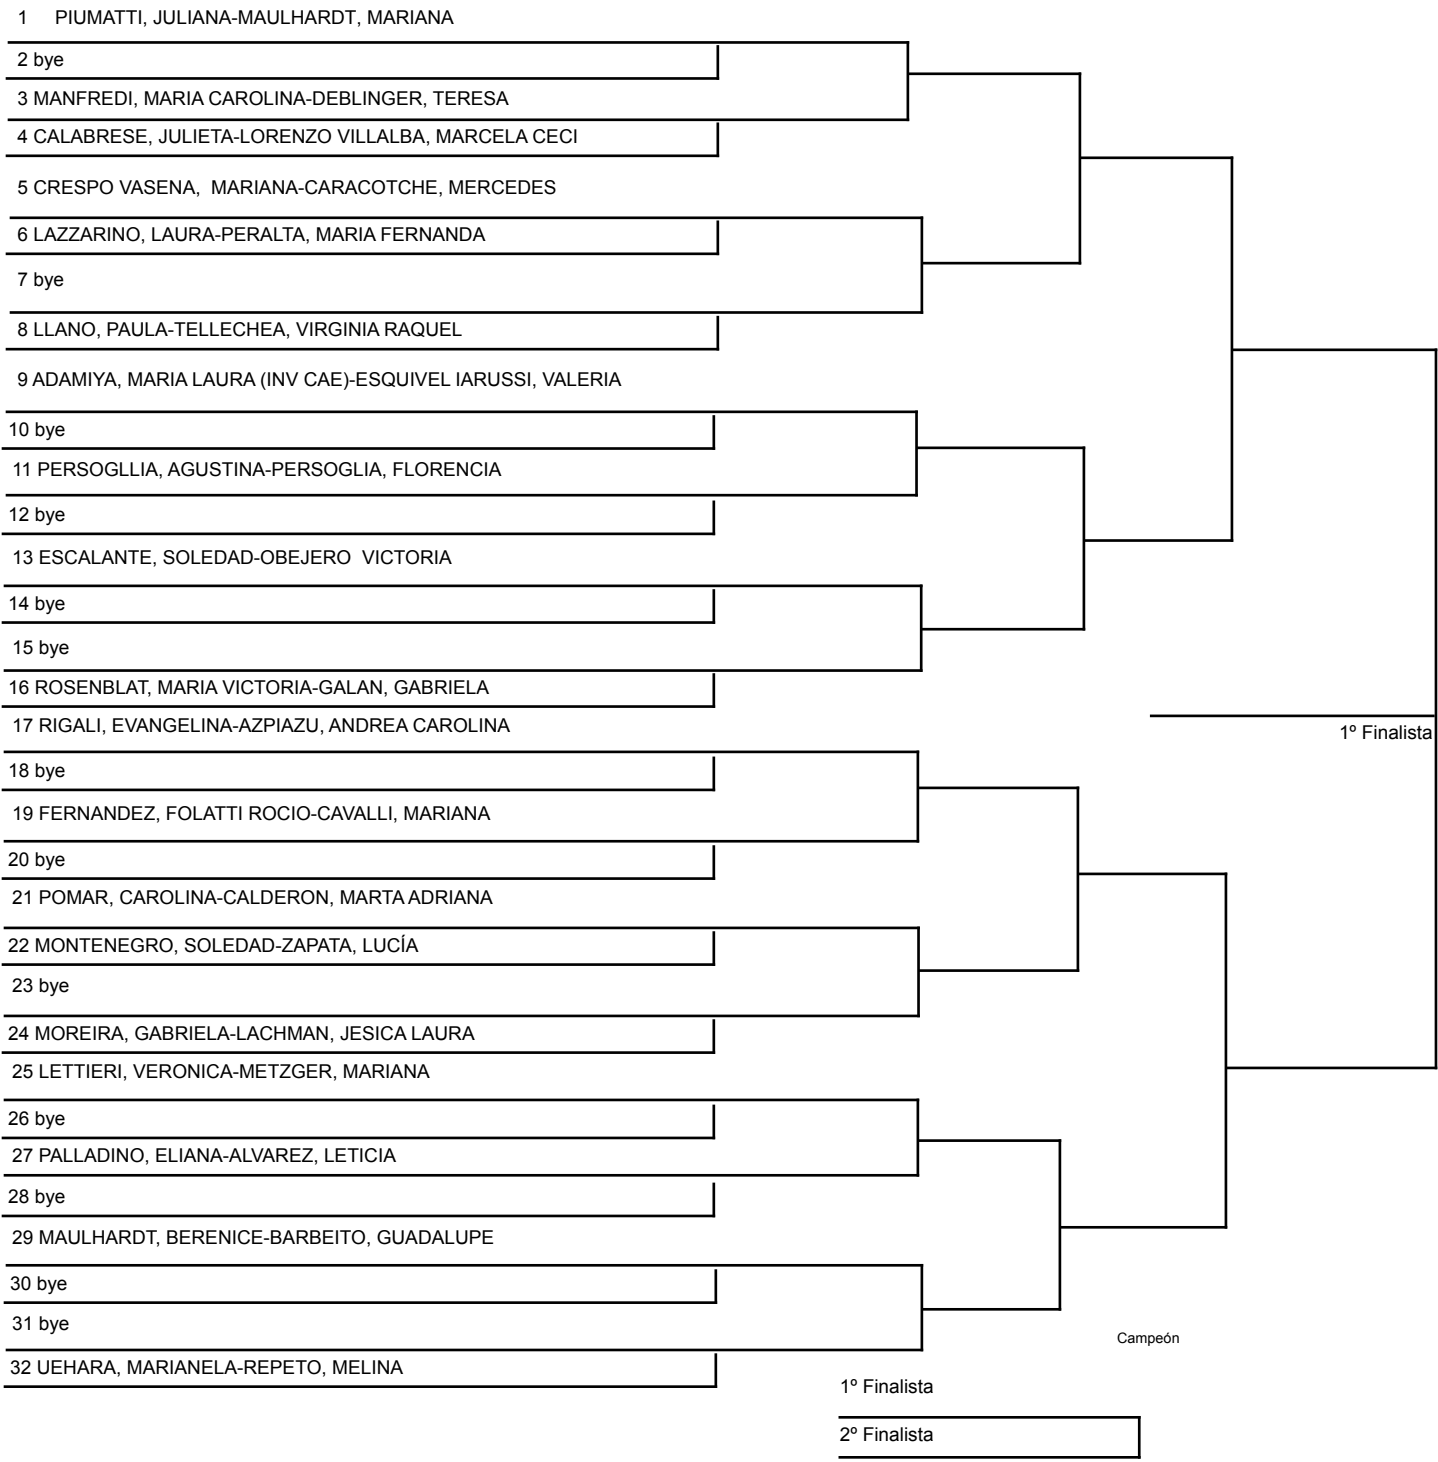 1 PIUMATTI, JULIANA-MAULHARDT, MARIANA
2 bye
3 MANFREDI, MARIA CAROLINA-DEBLINGER, TERESA
4 CALABRESE, JULIETA-LORENZO VILLALBA, MARCELA CECI
5 CRESPO VASENA, MARIANA-CARACOTCHE, MERCEDES
6 LAZZARINO, LAURA-PERALTA, MARIA FERNANDA
7 bye
8 LLANO, PAULA-TELLECHEA, VIRGINIA RAQUEL
9 ADAMIYA, MARIA LAURA (INV CAE)-ESQUIVEL IARUSSI, VALERIA
10 bye
11 PERSOGLLIA, AGUSTINA-PERSOGLIA, FLORENCIA
12 bye
13 ESCALANTE, SOLEDAD-OBEJERO VICTORIA
14 bye
15 bye
16 ROSENBLAT, MARIA VICTORIA-GALAN, GABRIELA
17 RIGALI, EVANGELINA-AZPIAZU, ANDREA CAROLINA
1º Finalista
18 bye
19 FERNANDEZ, FOLATTI ROCIO-CAVALLI, MARIANA
20 bye
21 POMAR, CAROLINA-CALDERON, MARTA ADRIANA
22 MONTENEGRO, SOLEDAD-ZAPATA, LUCÍA
23 bye
24 MOREIRA, GABRIELA-LACHMAN, JESICA LAURA
25 LETTIERI, VERONICA-METZGER, MARIANA
26 bye
27 PALLADINO, ELIANA-ALVAREZ, LETICIA
28 bye
29 MAULHARDT, BERENICE-BARBEITO, GUADALUPE
30 bye
31 bye
Campeón
32 UEHARA, MARIANELA-REPETO, MELINA
1º Finalista
2º Finalista